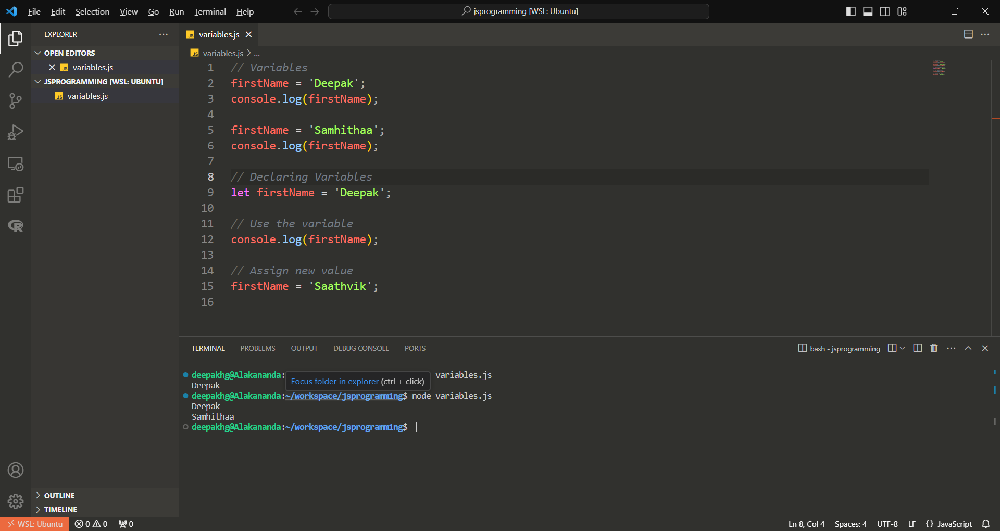 File Edit Selection View Go Run Terminal Help
jsprogramming [WSL: Ubuntu]
EXPLORER
OPEN EDITORS
JS variables.js
JSPROGRAMMING [WSL: UBUNTU]
JS variables.js
OUTLINE
TIMELINE
JS variables.js
JS variables.js > ...
1 // Variables
2 firstName = 'Deepak';
3 console.log(firstName);
4
5 firstName = 'Samhithaa';
6 console.log(firstName);
7
8 // Declaring Variables
9 let firstName = 'Deepak';
10
11 // Use the variable
12 console.log(firstName);
13
14 // Assign new value
15 firstName = 'Saathvik';
16
TERMINAL PROBLEMS OUTPUT DEBUG CONSOLE PORTS
bash - jsprogramming
deepakhg@Alakananda: variables.js
Focus folder in explorer (ctrl + click)
Deepak
deepakhg@Alakananda:~/workspace/jsprogramming$ node variables.js
Deepak
Samhithaa
deepakhg@Alakananda:~/workspace/jsprogramming$
WSL: Ubuntu 0 0 0
Ln 8, Col 4 Spaces: 4 UTF-8 LF {} JavaScript